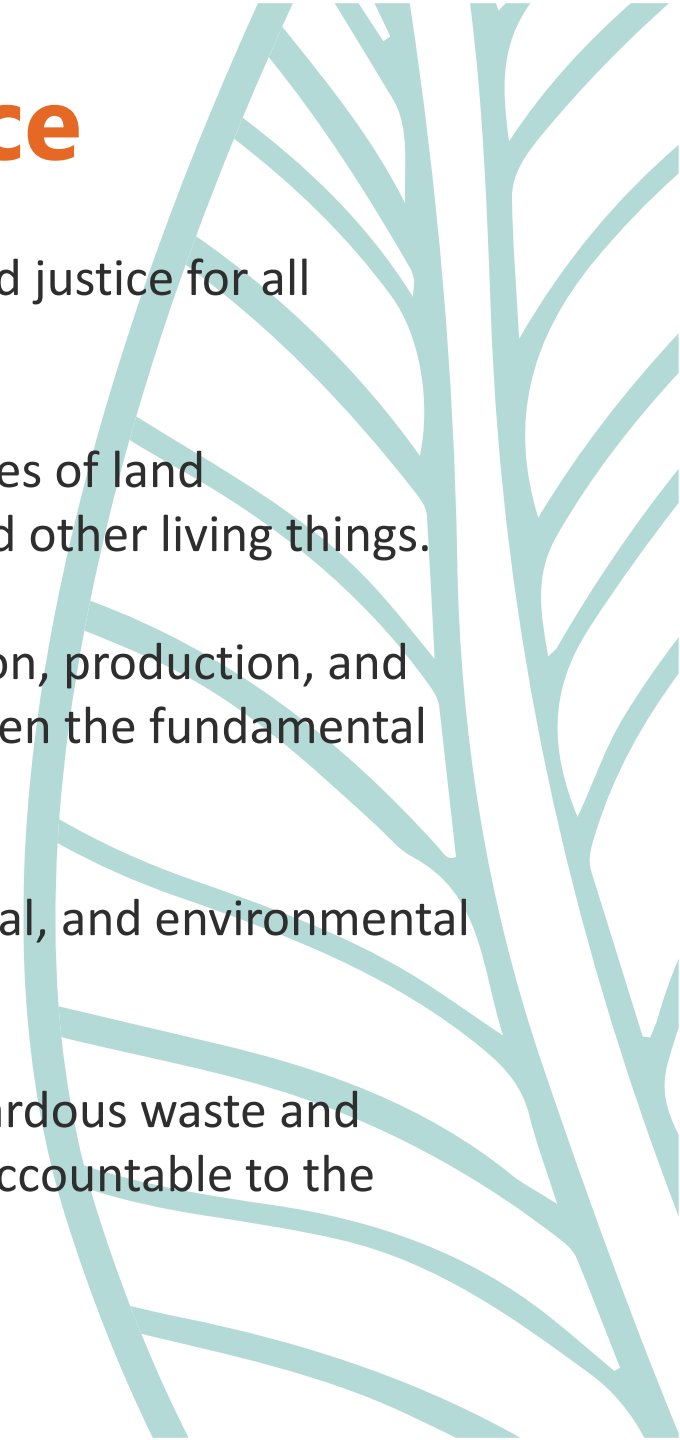 ce
d justice for all
es of land
d other living things.
on, production, and
en the fundamental
al, and environmental
ardous waste and
ccountable to the